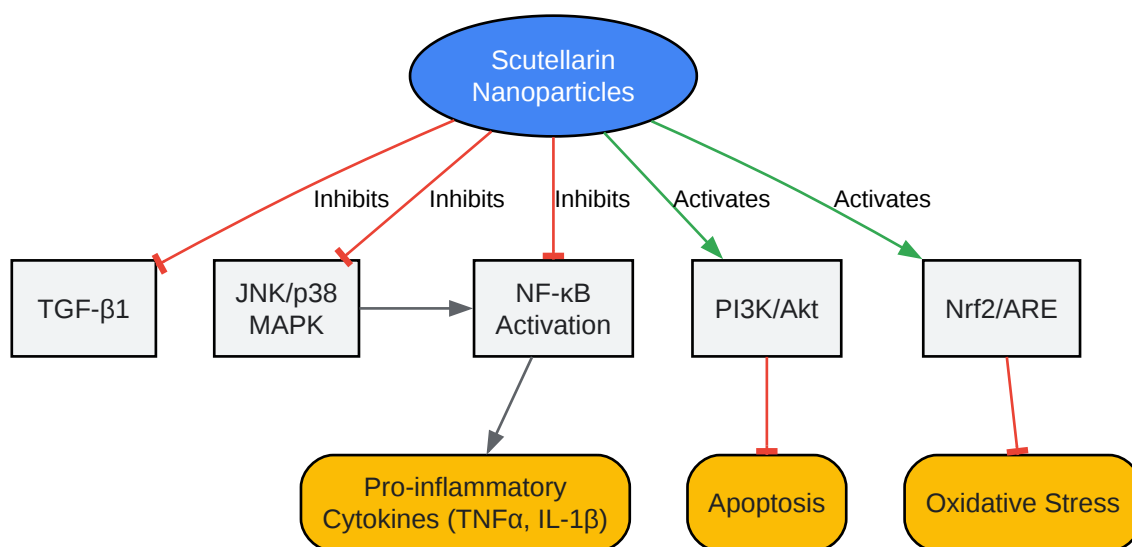 Scutellarin
Nanoparticles
Inhibits
Inhibits
Inhibits
Activates
Activates
TGF-β1
JNK/p38
MAPK
NF-κB
Activation
PI3K/Akt
Nrf2/ARE
Pro-inflammatory
Cytokines (TNFα, IL-1β)
Apoptosis
Oxidative Stress